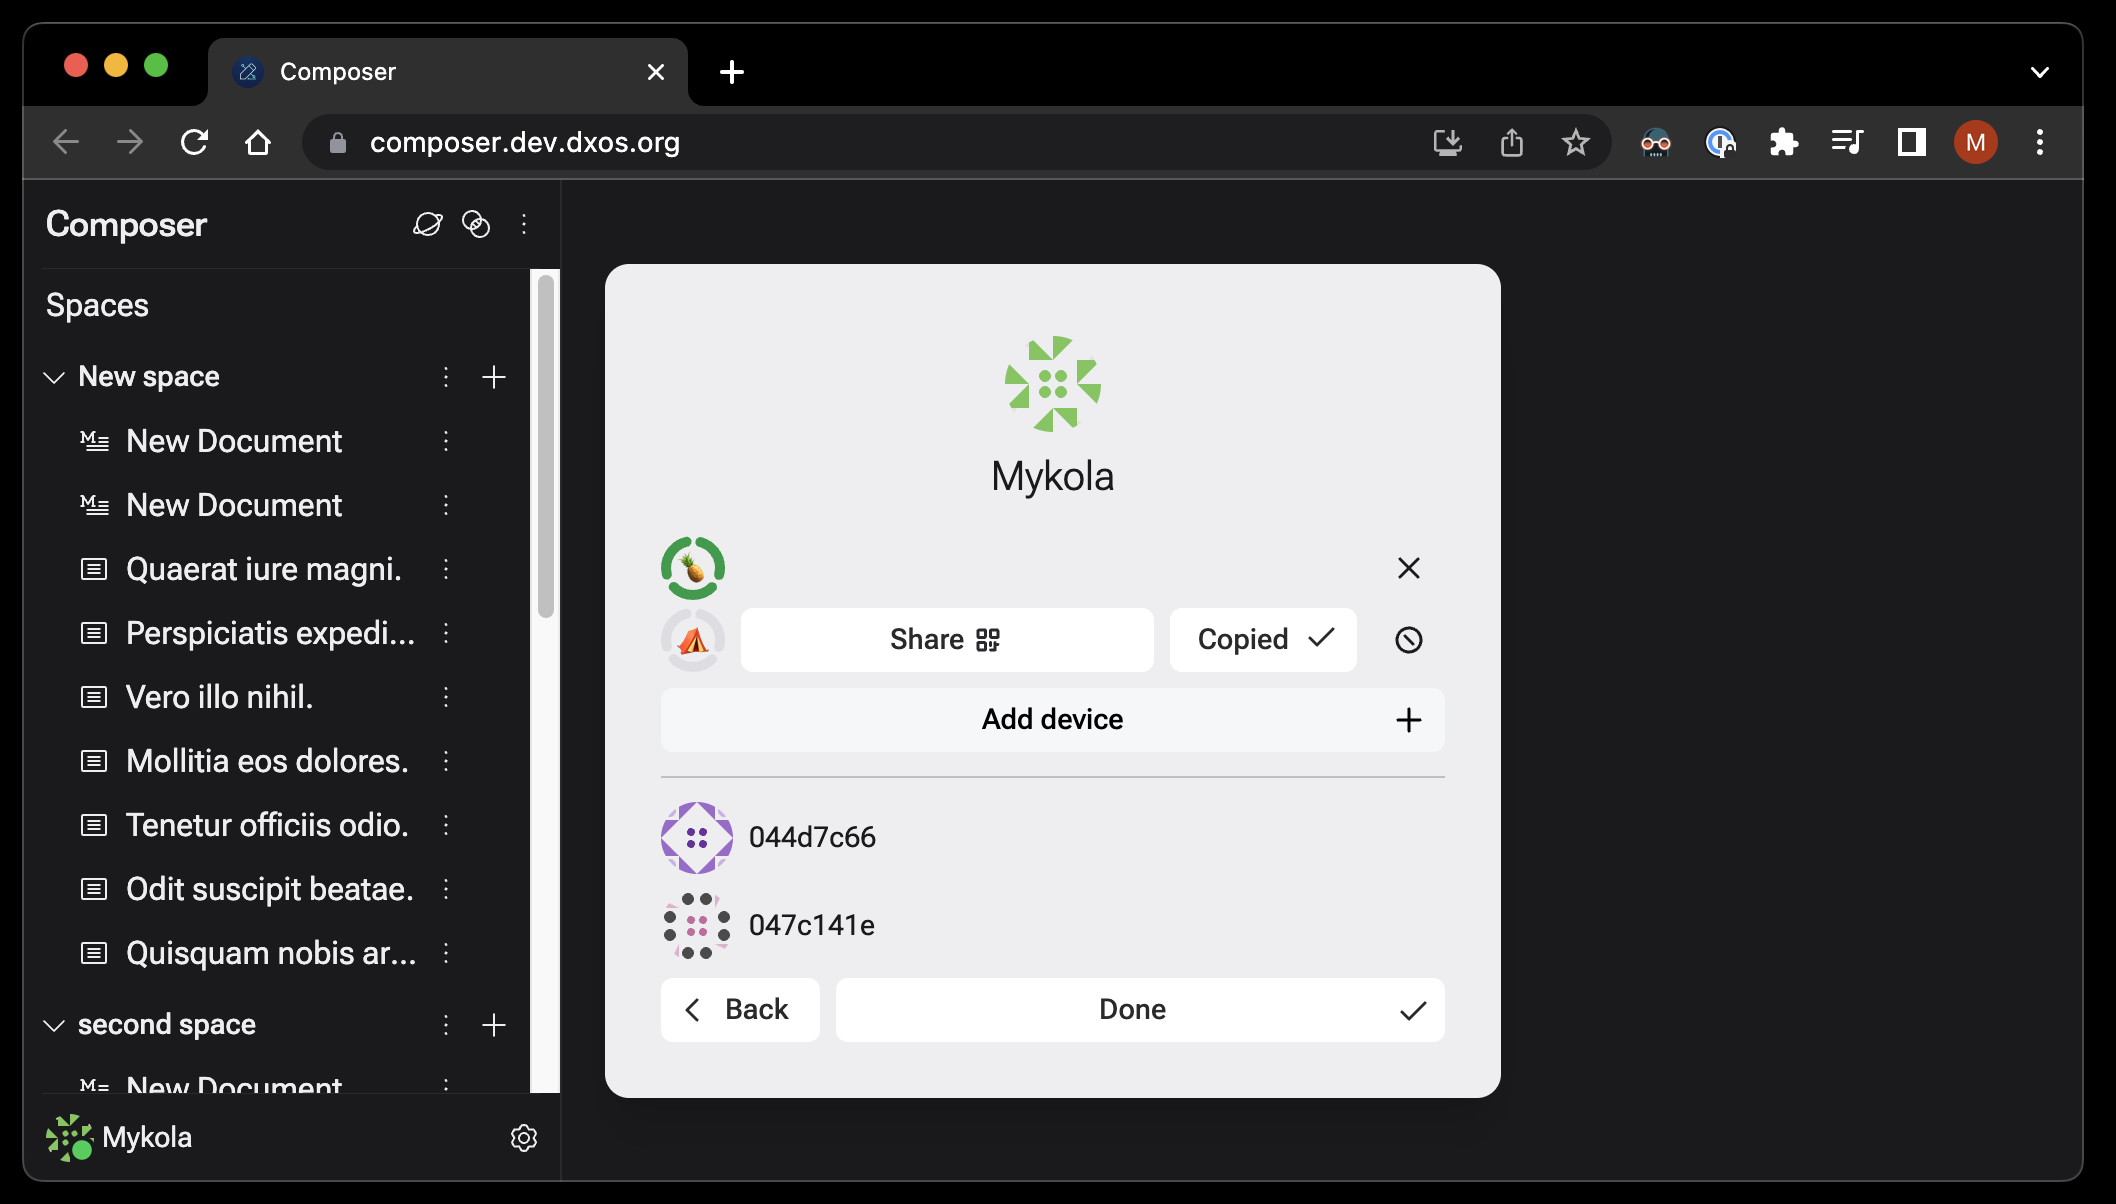 Composer
composer.dev.dxos.org
M
Composer
Spaces
New space
New Document
New Document
Quaerat iure magni.
Perspiciatis expedi...
Vero illo nihil.
Mollitia eos dolores.
Tenetur officiis odio.
Odit suscipit beatae.
Quisquam nobis ar...
second space
New Document
Mykola
Mykola
Share
Copied
Add device
044d7c66
047c141e
Back
Done